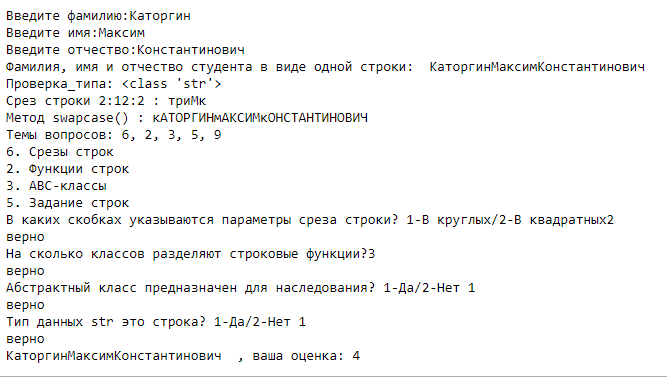 Введите фамилию:Каторгин
Введите имя:Максим
Введите отчество:Константинович
Фамилия, имя и отчество студента в виде одной строки:  КаторгинМаксимКонстантинович
Проверка_типа: <class 'str'>
Срез строки 2:12:2 : триМк
Метод swapcase() : кАТОРГИНмАКСИМкОНСТАНТИНОВИЧ
Темы вопросов: 6, 2, 3, 5, 9
6. Срезы строк
2. Функции строк
3. ABC-классы
5. Задание строк
В каких скобках указываются параметры среза строки? 1-В круглых/2-В квадратных2
верно
На сколько классов разделяют строковые функции?3
верно
Абстрактный класс предназначен для наследования? 1-Да/2-Нет 1
верно
Тип данных str это строка? 1-Да/2-Нет 1
верно
КаторгинМаксимКонстантинович  , ваша оценка: 4